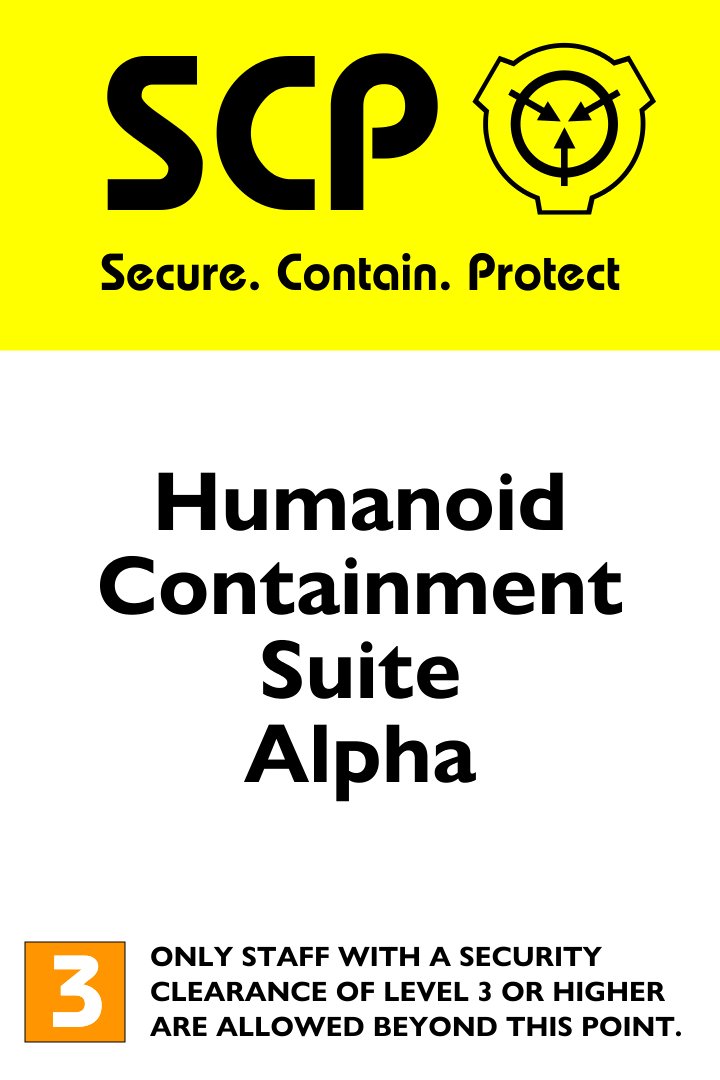 SCP
Secure. Contain. Protect
Humanoid
Containment
Suite
Alpha
3
ONLY STAFF WITH A SECURITY
CLEARANCE OF LEVEL 3 OR HIGHER
ARE ALLOWED BEYOND THIS POINT.